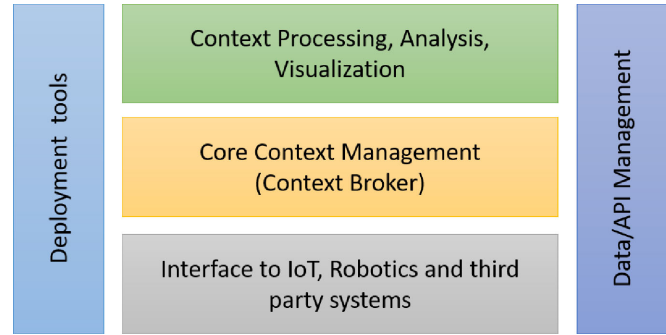 Deployment tools
Context Processing, Analysis,
Visualization
Core Context Management
(Context Broker)
Interface to IoT, Robotics and third
party systems
Data/API Management